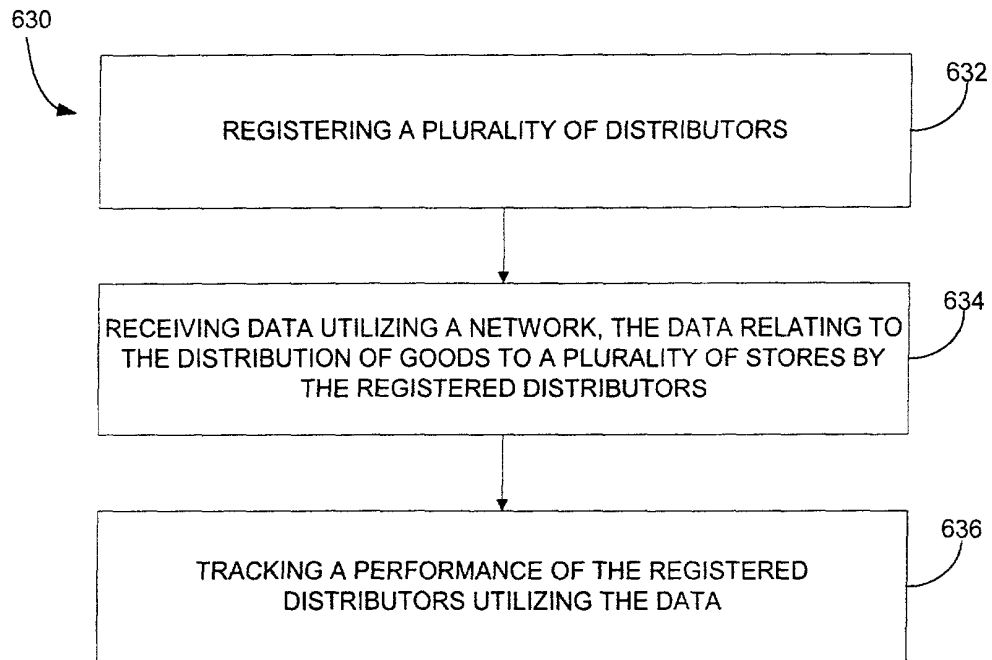 630
632
REGISTERING A PLURALITY OF DISTRIBUTORS
634
RECEIVING DATA UTILIZING A NETWORK, THE DATA RELATING TO
THE DISTRIBUTION OF GOODS TO A PLURALITY OF STORES BY
THE REGISTERED DISTRIBUTORS
636
TRACKING A PERFORMANCE OF THE REGISTERED
DISTRIBUTORS UTILIZING THE DATA